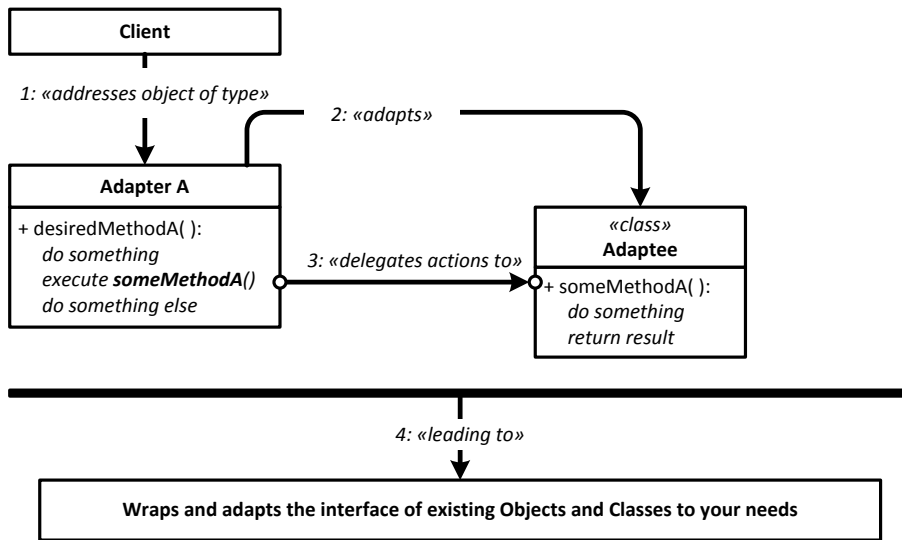 Client
1: «addresses object of type»
2: «adapts»
Adapter A
+ desiredMethodA( ):
do something
execute someMethodA()
do something else
3: «delegates actions to»
«class»
Adaptee
+ someMethodA( ):
do something
return result
4: «leading to»
Wraps and adapts the interface of existing Objects and Classes to your needs